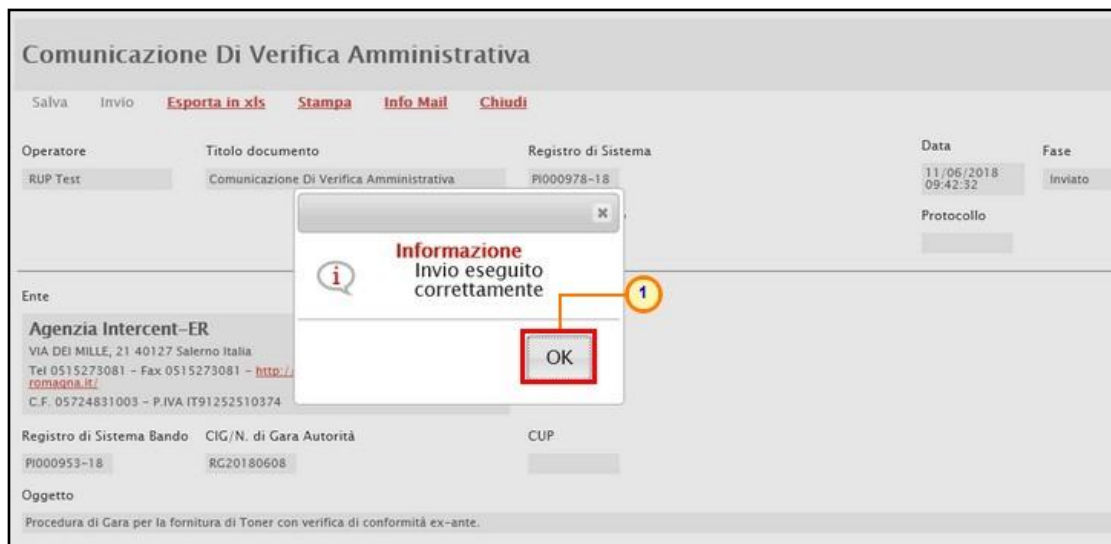 Comunicazione Di Verifica Amministrativa
Salva Invio Esporta in xls Stampa Info Mail Chiudi
Operatore Titolo documento Registro di Sistema Data Fase
RUP Test Comunicazione Di Verifica Amministrativa PI000978-18 11/06/2018 09:42:32 Inviato
Protocollo
Informazione
Invio eseguito
correttamente
1
OK
Ente
Agenzia Intercent-ER
VIA DEI MILLE, 21 40127 Salerno Italia
Tel 0515273081 - Fax 0515273081 - http:/
romagna.it/
C.F. 05724831003 - P.IVA IT91252510374
Registro di Sistema Bando CIG/N. di Gara Autorità CUP
PI000953-18 RG20180608
Oggetto
Procedura di Gara per la fornitura di Toner con verifica di conformità ex-ante.